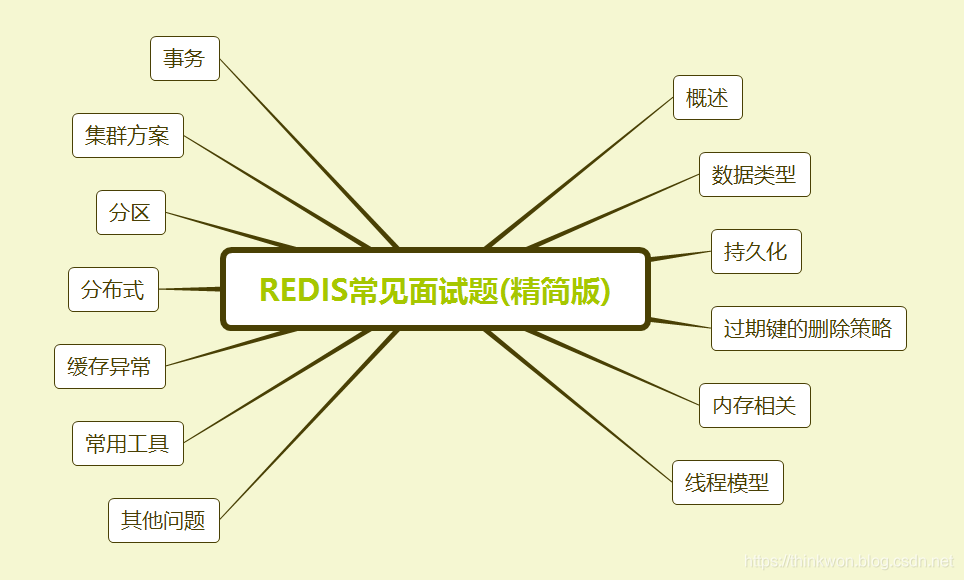 REDIS常见面试题(精简版)
概述
数据类型
持久化
过期键的删除策略
内存相关
线程模型
事务
集群方案
分区
分布式
缓存异常
常用工具
其他问题
https://thinkwon.blog.csdn.net